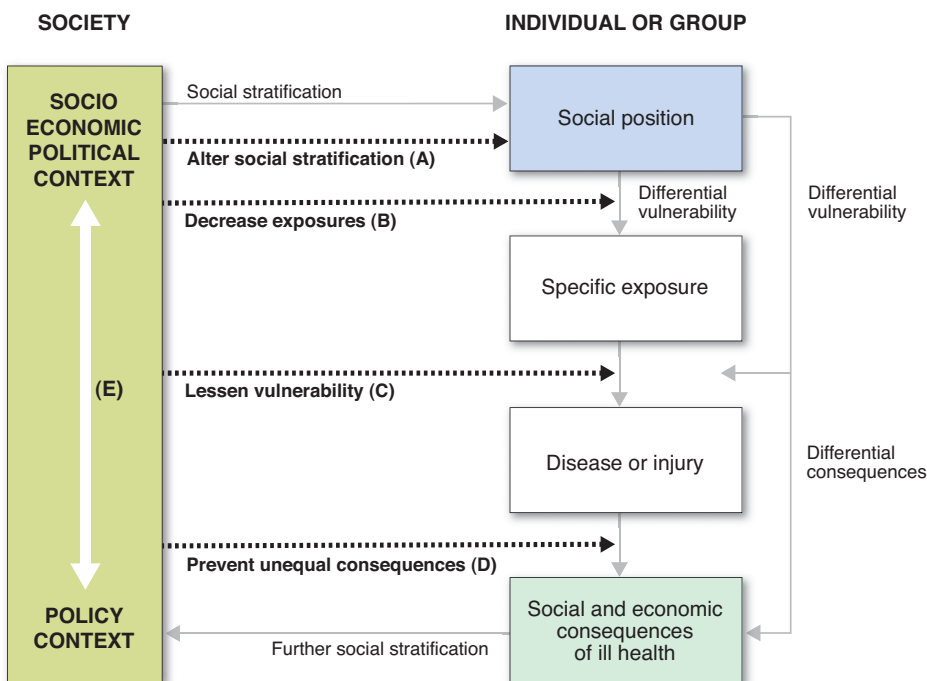 SOCIETY
INDIVIDUAL OR GROUP
SOCIO
ECONOMIC
POLITICAL
CONTEXT
Social stratification
Social position
Alter social stratification (A)
Differential
vulnerability
Differential
vulnerability
Decrease exposures (B)
Specific exposure
(E)
Lessen vulnerability (C)
Disease or injury
Differential
consequences
Prevent unequal consequences (D)
POLICY
CONTEXT
Social and economic
consequences
of ill health
Further social stratification